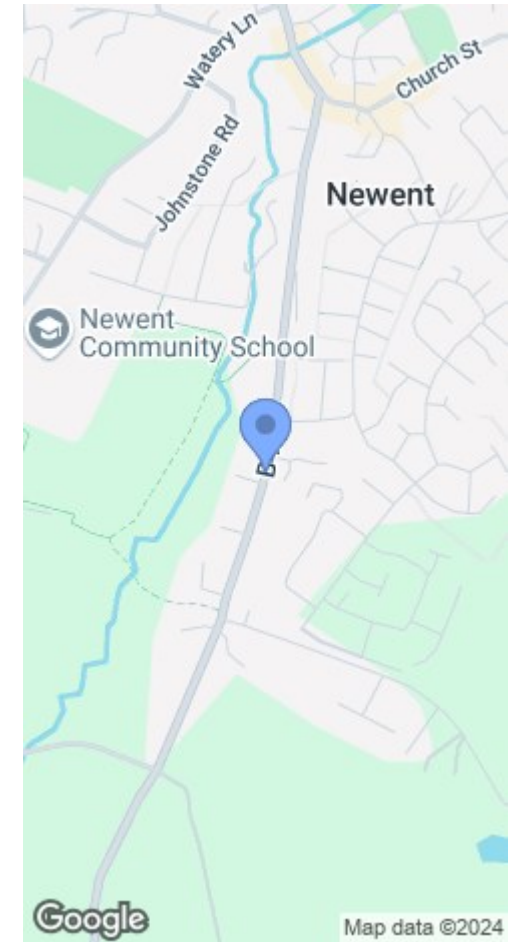 Watery Ln
Church St
Johnstone Rd
Newent
Newent
Community School
Google
Map data ©2024